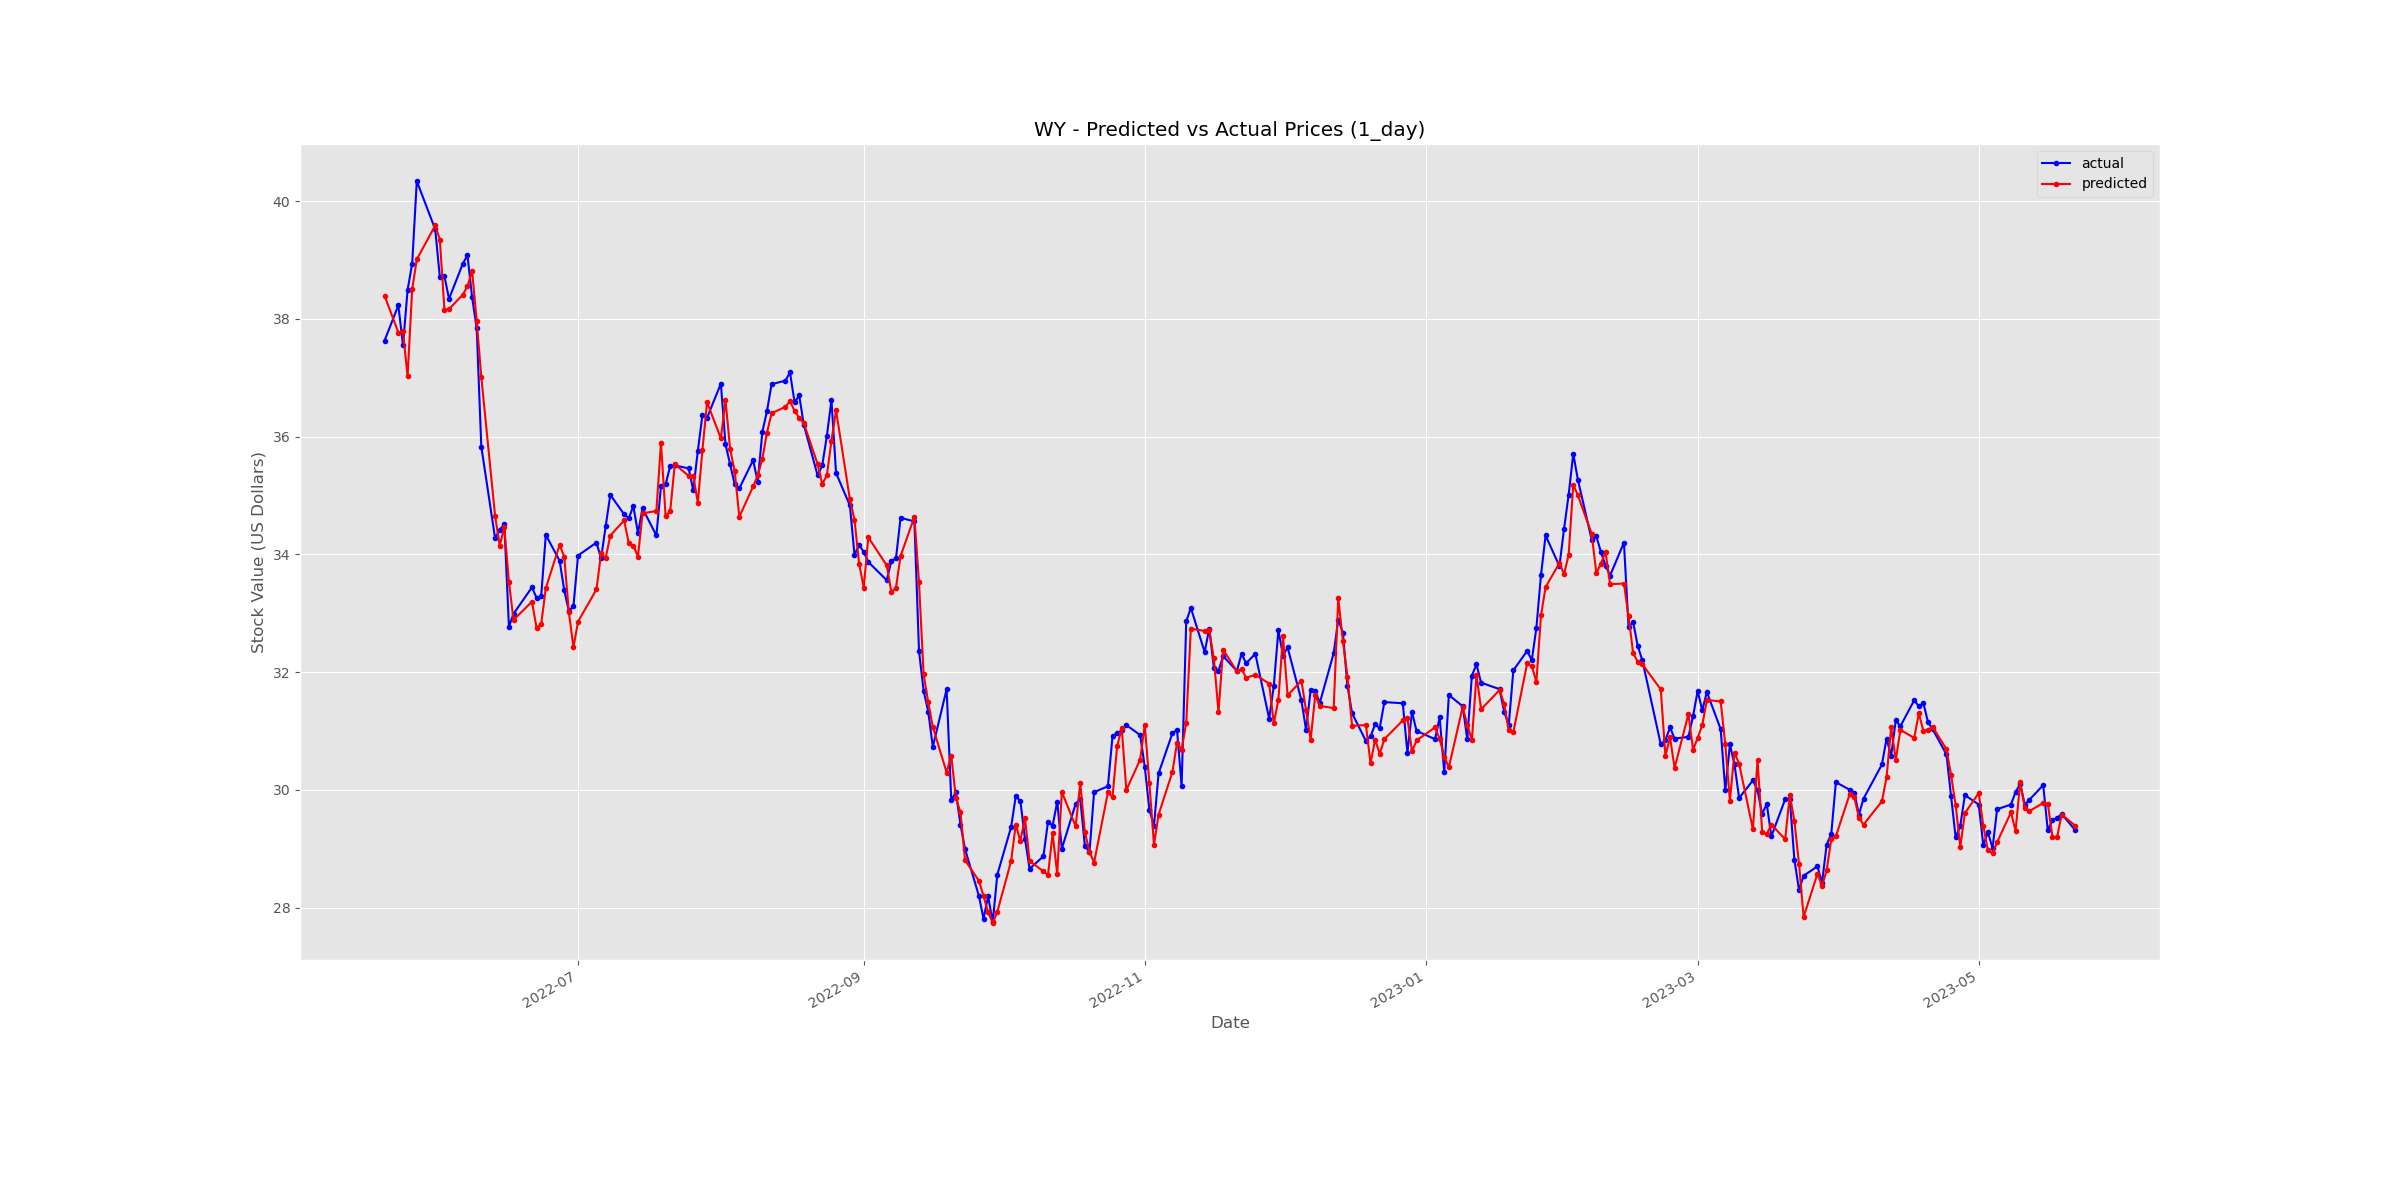 WY - Predicted vs Actual Prices (1_day)
actual
predicted
Stock Value (US Dollars)
40
38
36
34
32
30
28
2022-07
2022-09
2022-11
2023-01
2023-03
2023-05
Date